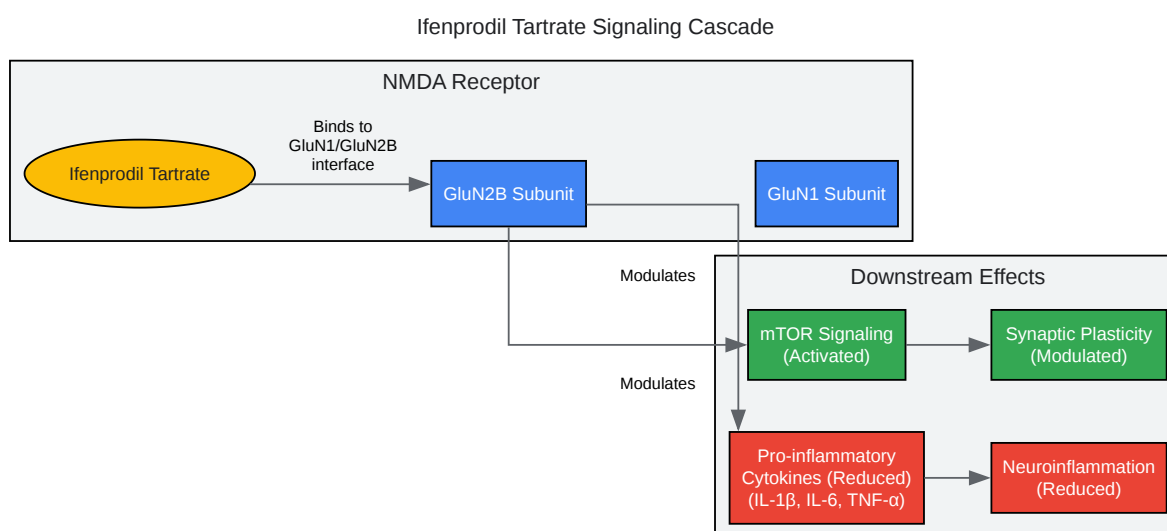 Ifenprodil Tartrate Signaling Cascade
NMDA Receptor
Binds to
GluN1/GluN2B
interface
Ifenprodil Tartrate
GluN2B Subunit
GluN1 Subunit
Modulates
Downstream Effects
mTOR Signaling
(Activated)
Synaptic Plasticity
(Modulated)
Modulates
Pro-inflammatory
Cytokines (Reduced)
(IL-1β, IL-6, TNF-α)
Neuroinflammation
(Reduced)